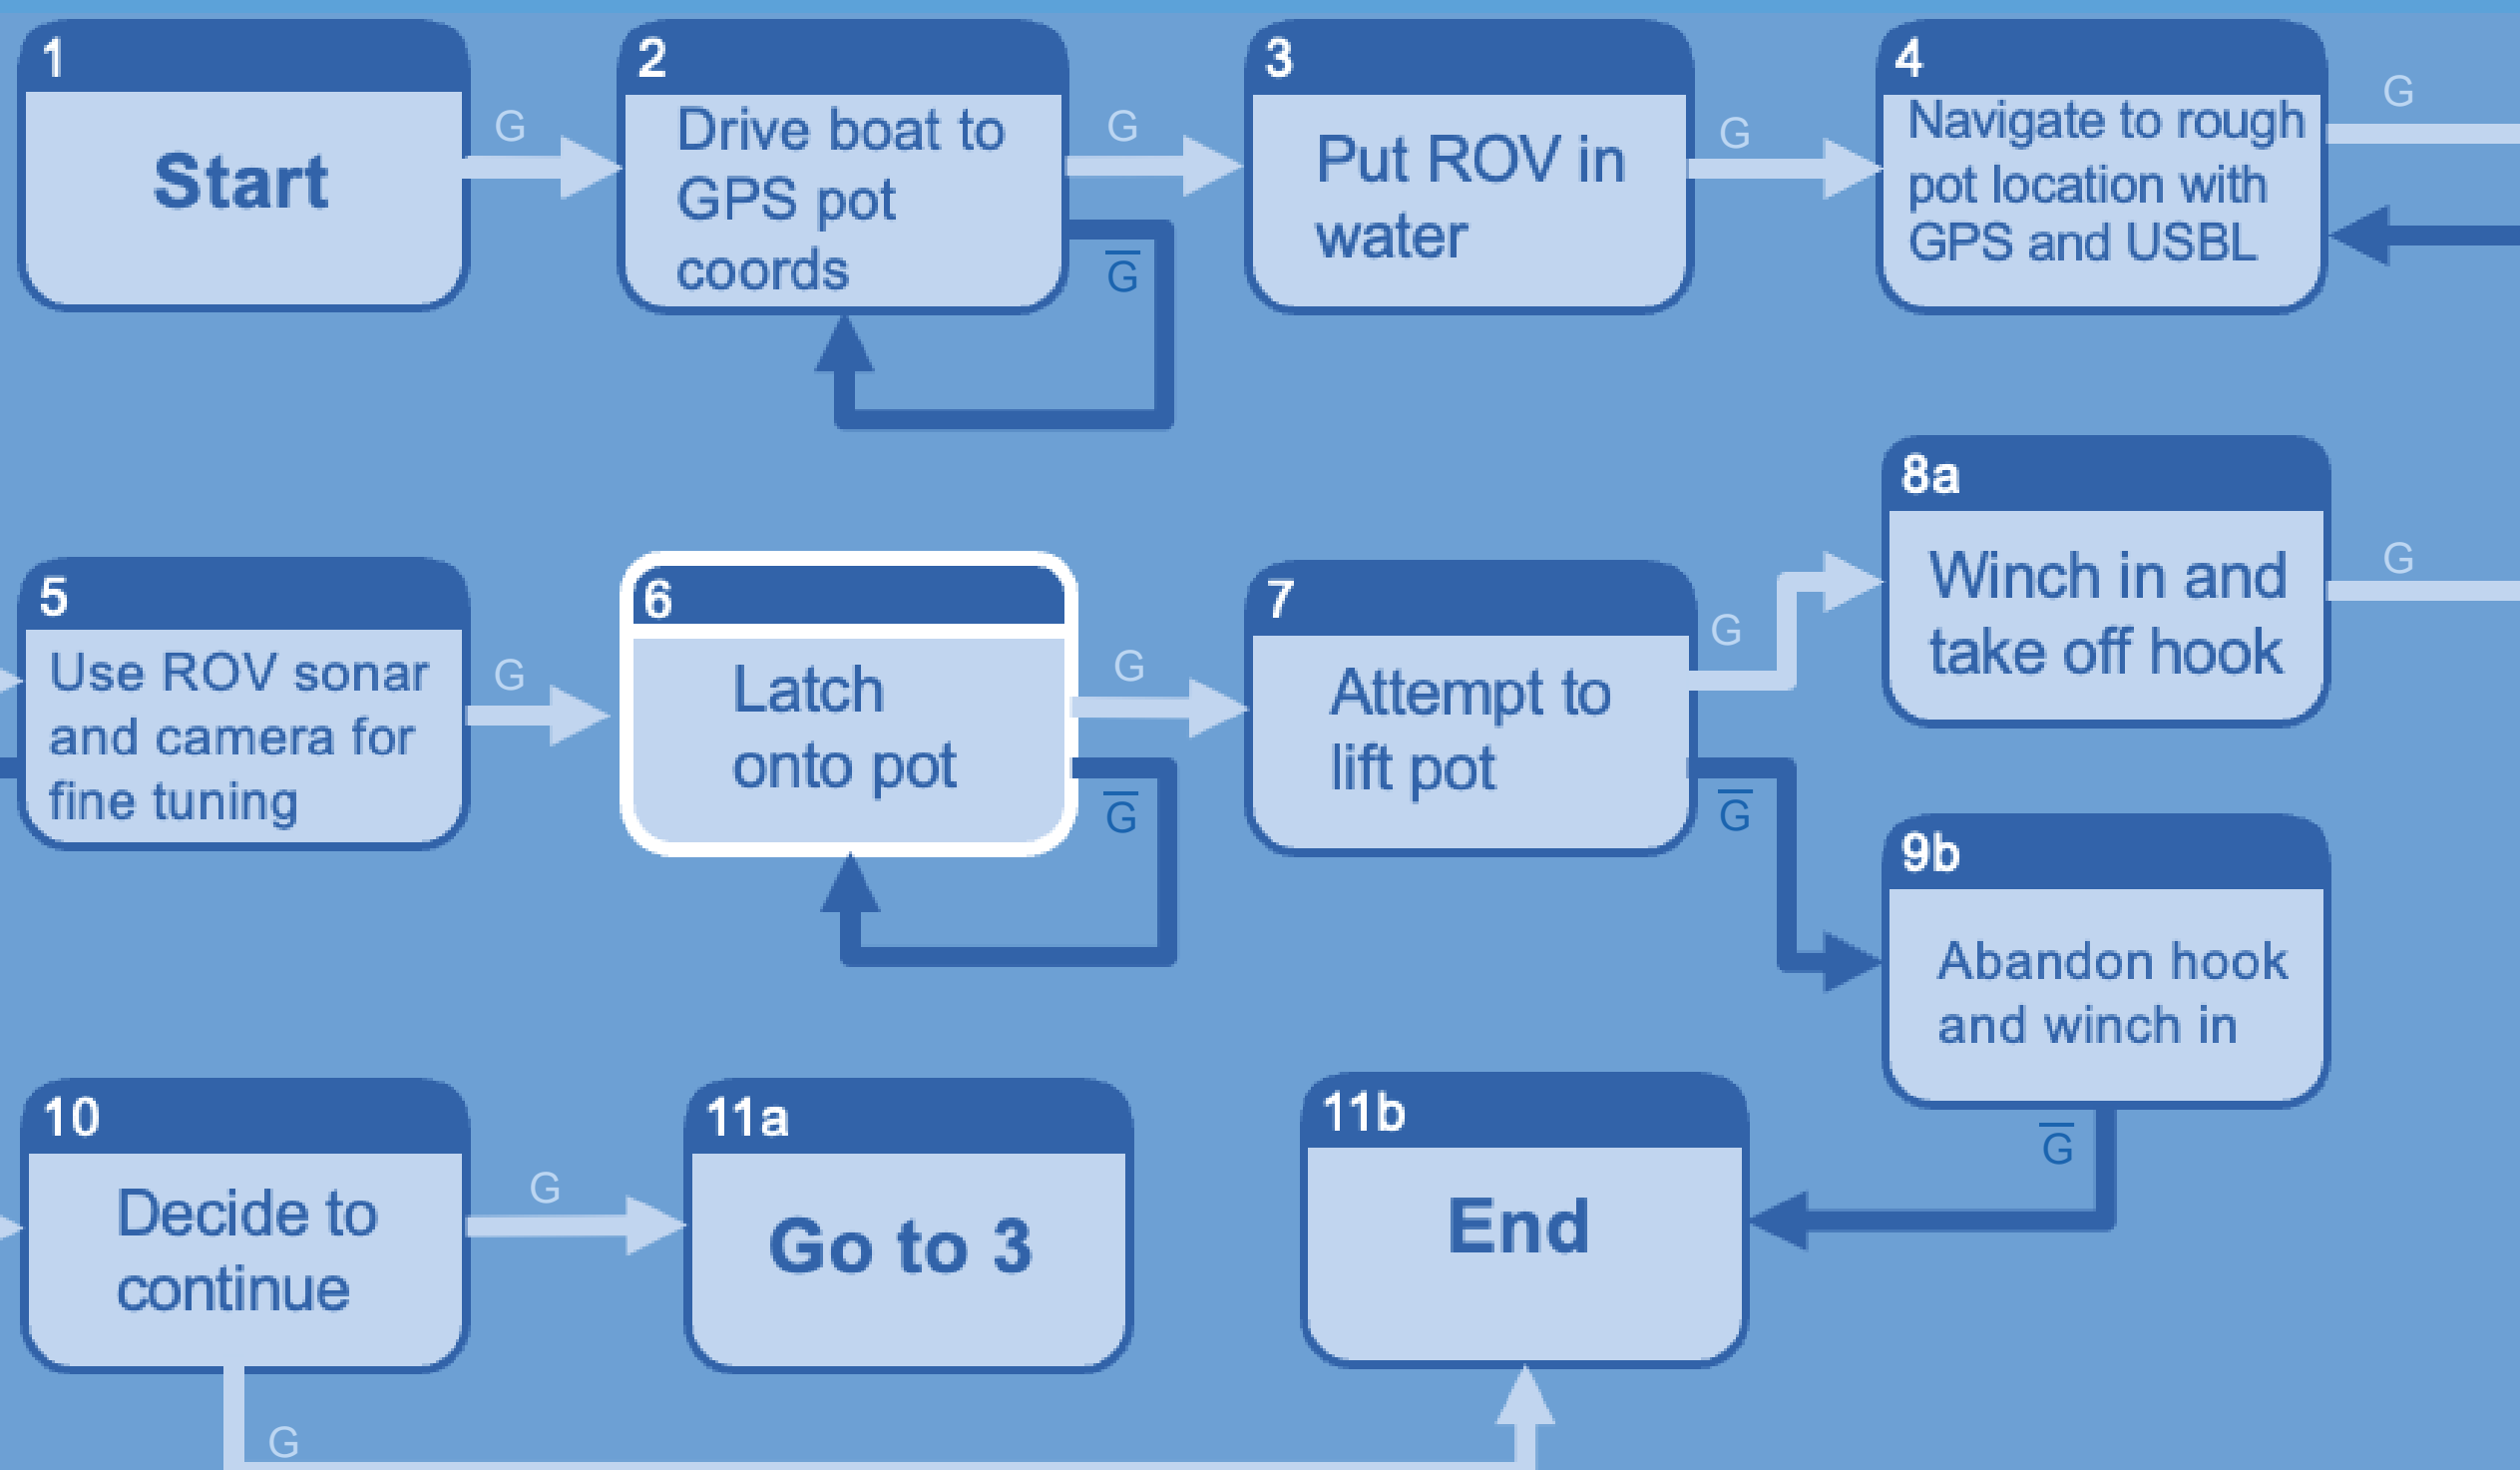 1
Start
G
2
Drive boat to
GPS pot
coords
G
G̅
3
Put ROV in
water
G
4
Navigate to rough
pot location with
GPS and USBL
G
5
Use ROV sonar
and camera for
fine tuning
G
6
Latch
onto pot
G
G̅
7
Attempt to
lift pot
G
G̅
8a
Winch in and
take off hook
G
9b
Abandon hook
and winch in
G̅
10
Decide to
continue
G
G
11a
Go to 3
11b
End